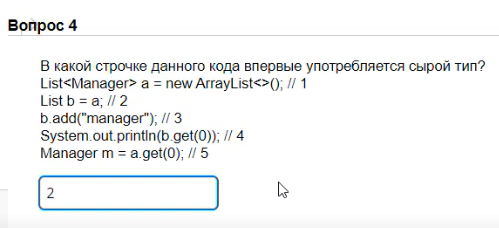 Вопрос 4
В какой строчке данного кода впервые употребляется сырой тип?
List<Manager> a = new ArrayList<>(); // 1
List b = a; // 2
b.add("manager"); // 3
System.out.println(b.get(0)); // 4
Manager m = a.get(0); // 5
2